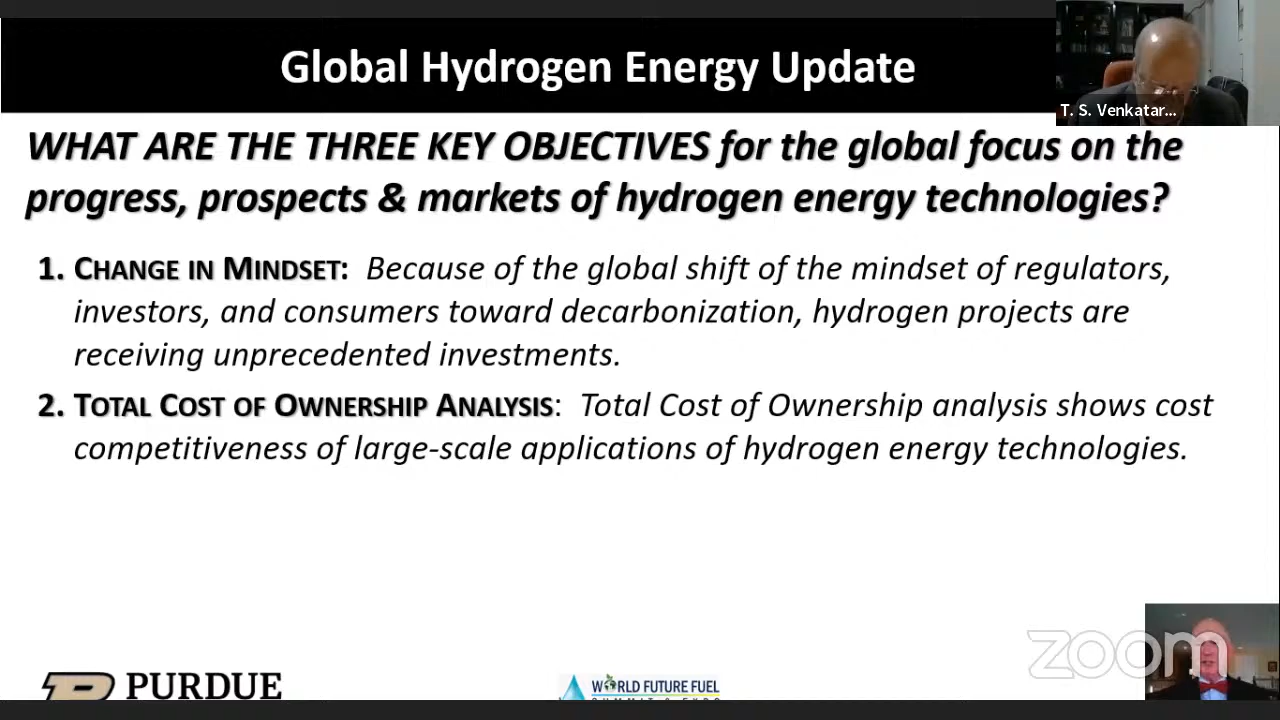 Global Hydrogen Energy Update
T. S. Venkatar...
WHAT ARE THE THREE KEY OBJECTIVES for the global focus on the
progress, prospects & markets of hydrogen energy technologies?
1. CHANGE IN MINDSET: Because of the global shift of the mindset of regulators,
investors, and consumers toward decarbonization, hydrogen projects are
receiving unprecedented investments.
2. TOTAL COST OF OWNERSHIP ANALYSIS: Total Cost of Ownership analysis shows cost
competitiveness of large-scale applications of hydrogen energy technologies.
zoom
PURDUE
WORLD FUTURE FUEL